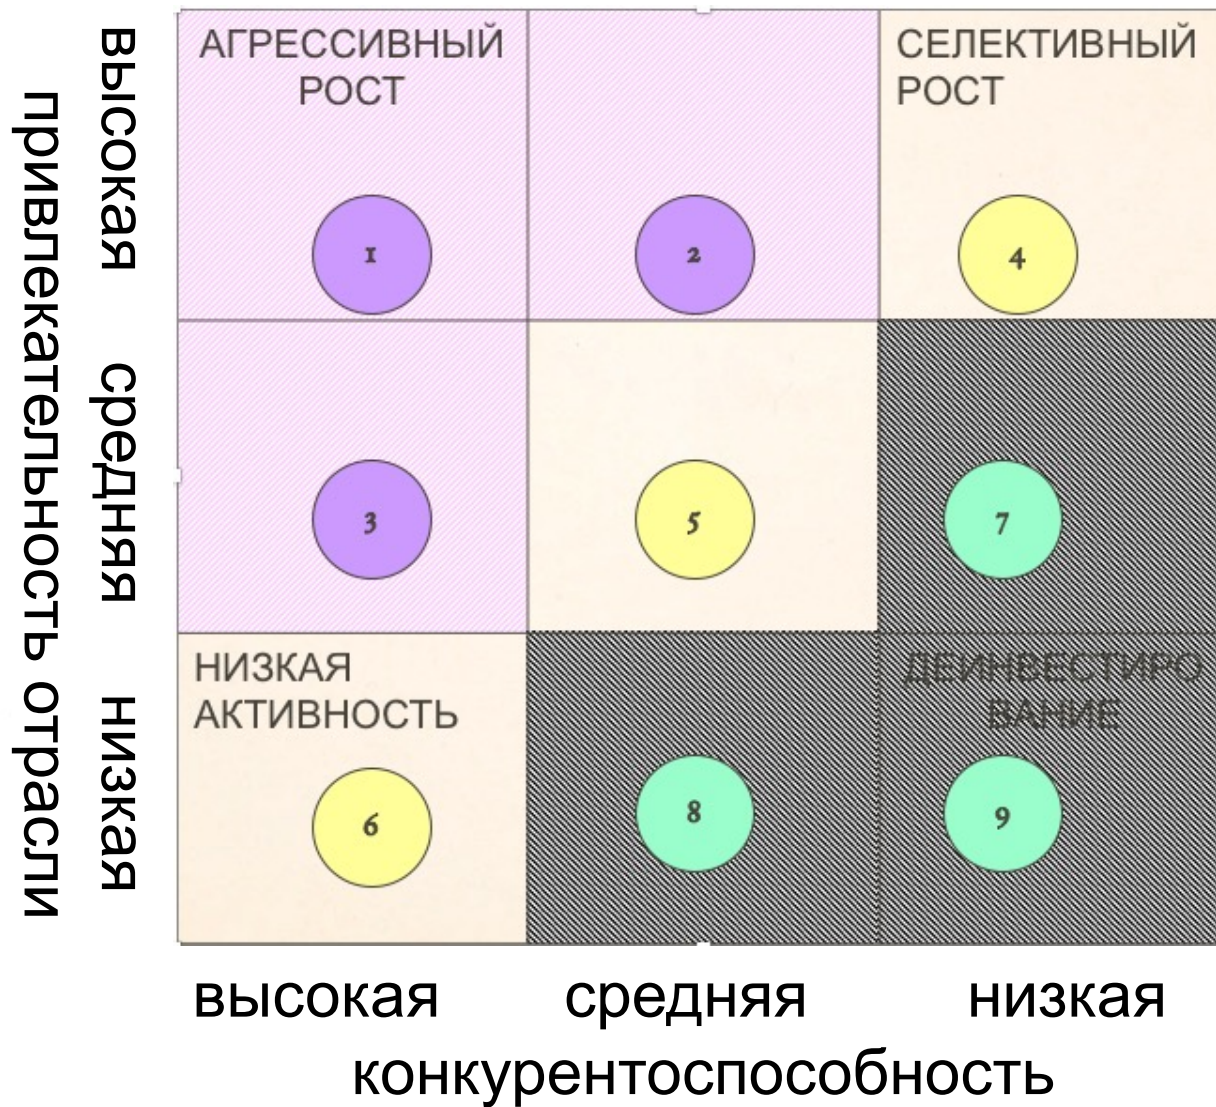 АГРЕССИВНЫЙ
РОСТ
СЕЛЕКТИВНЫЙ
РОСТ
1
2
4
3
5
7
НИЗКАЯ
АКТИВНОСТЬ
ДЕИНВЕСТИРО
ВАНИЕ
6
8
9
привлекательность отрасли
высокая
средняя
низкая
высокая средняя низкая
конкурентоспособность